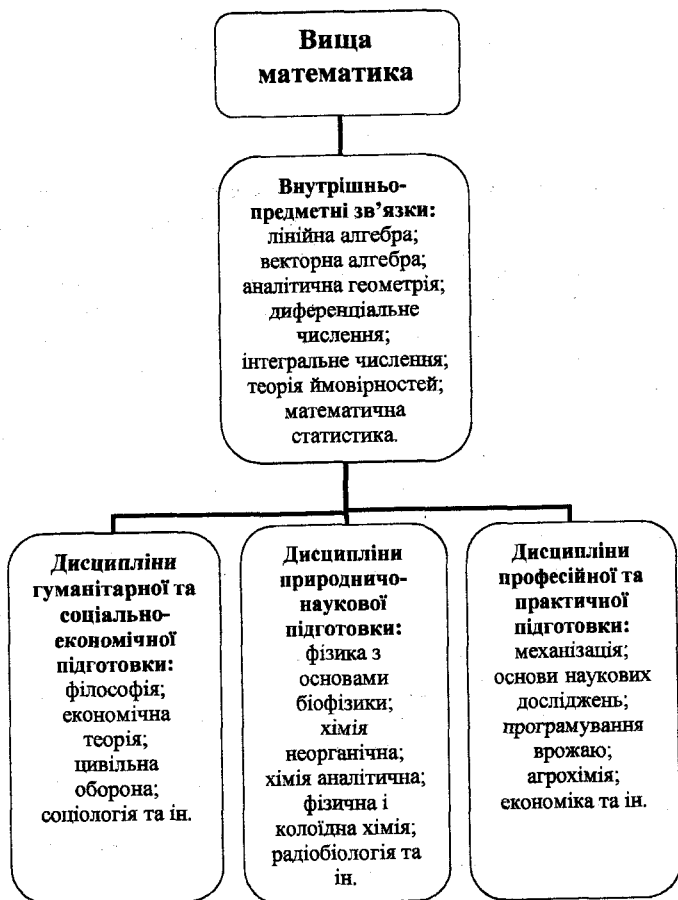 Вища
математика
Внутрішньо-
предметні зв’язки:
лінійна алгебра;
векторна алгебра;
аналітична геометрія;
диференціальне
числення;
інтегральне числення;
теорія ймовірностей;
математична
статистика.
Дисципліни
гуманітарної та
соціально-
економічної
підготовки:
філософія;
економічна
теорія;
цивільна
оборона;
соціологія та ін.
Дисципліни
природничо-
наукової
підготовки:
фізика з
основами
біофізики;
хімія
неорганічна;
хімія аналітична;
фізична і
колоїдна хімія;
радіобіологія та
ін.
Дисципліни
професійної та
практичної
підготовки:
механізація;
основи наукових
досліджень;
програмування
врожаю;
агрохімія;
економіка та ін.